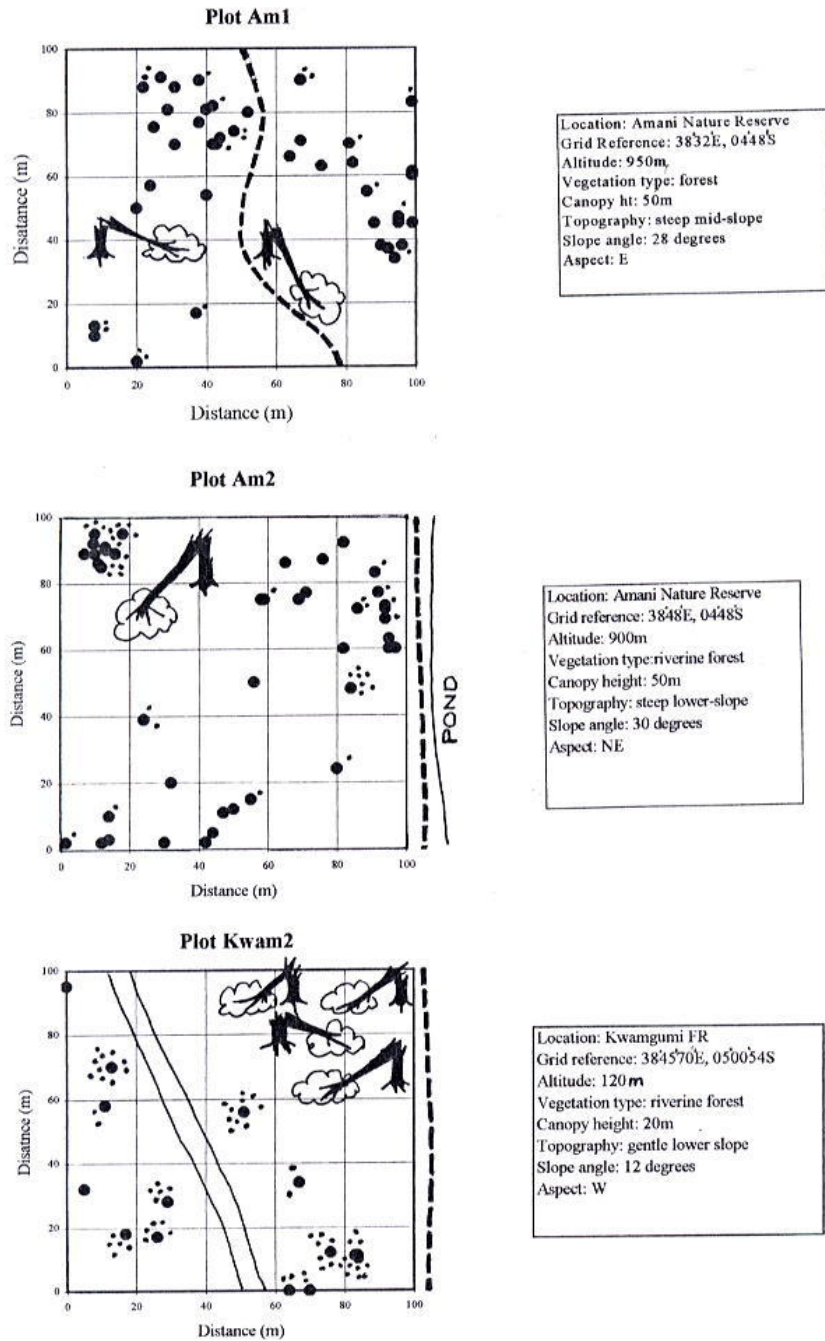 Plot Am1
100
80
60
40
20
0
Disatance (m)
0 20 40 60 80 100
Distance (m)
Location: Amani Nature Reserve
Grid Reference: 38°32'E, 04°48'S
Altitude: 950m
Vegetation type: forest
Canopy ht: 50m
Topography: steep mid-slope
Slope angle: 28 degrees
Aspect: E
Plot Am2
100
80
60
40
20
0
Distance (m)
0 20 40 60 80 100
Distance (m)
POND
Location: Amani Nature Reserve
Grid reference: 38°48'E, 04°48'S
Altitude: 900m
Vegetation type:riverine forest
Canopy height: 50m
Topography: steep lower-slope
Slope angle: 30 degrees
Aspect: NE
Plot Kwam2
100
80
60
40
20
0
Disatnce (m)
0 20 40 60 80 100
Distance (m)
Location: Kwamgumi FR
Grid reference: 38°45'70E, 05°00'54S
Altitude: 120m
Vegetation type: riverine forest
Canopy height: 20m
Topography: gentle lower slope
Slope angle: 12 degrees
Aspect: W